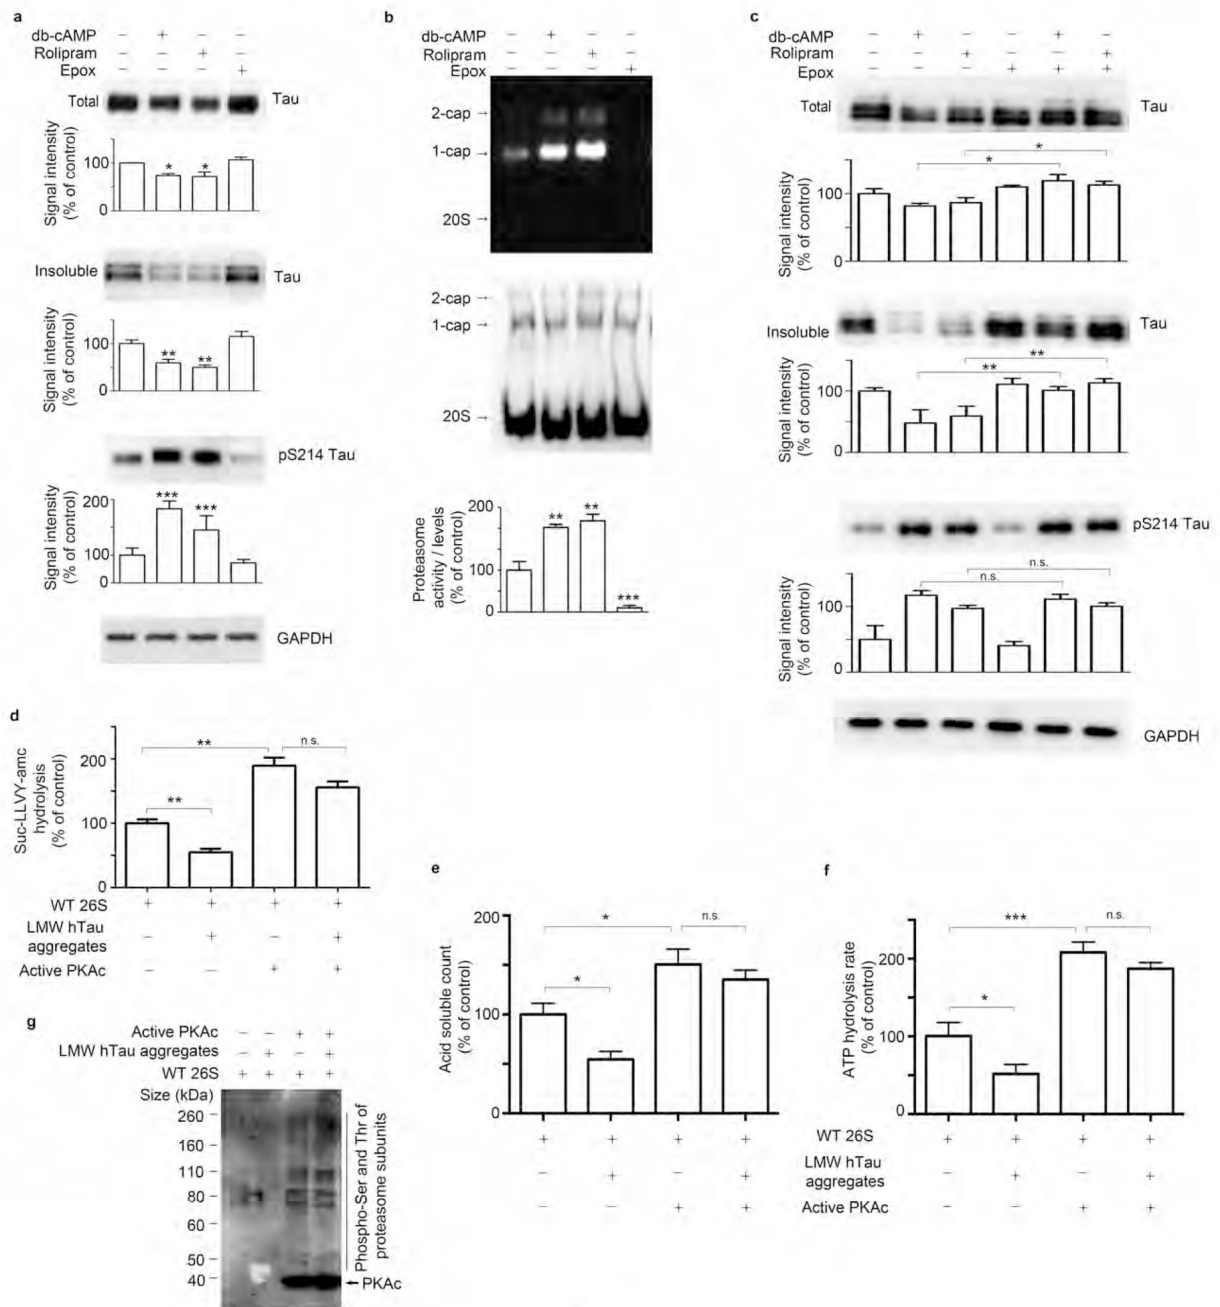 a
db-cAMP – + – –
Rolipram – – + –
Epox – – – +
Total
Tau
Signal intensity
(% of control)
100
0
* *
Insoluble
Tau
Signal intensity
(% of control)
100
0
** **
pS214 Tau
Signal intensity
(% of control)
200
100
0
*** ***
GAPDH
b
db-cAMP – + – –
Rolipram – – + –
Epox – – – +
2-cap →
1-cap →
20S →
2-cap →
1-cap →
20S →
Proteasome
activity / levels
(% of control)
200
100
0
** ** ***
c
db-cAMP – + – – + –
Rolipram – – + – – +
Epox – – – + + +
Total
Tau
Signal intensity
(% of control)
100
0
*
*
Insoluble
Tau
Signal intensity
(% of control)
100
0
**
**
pS214 Tau
Signal intensity
(% of control)
100
0
n.s.
n.s.
GAPDH
d
Suc-LLVY-amc
hydrolysis
(% of control)
200
100
0
** n.s.
**
WT 26S + + + +
LMW hTau
aggregates – + – +
Active PKAc – – + +
e
Acid soluble count
(% of control)
200
100
0
* n.s.
*
+ + + +
– + – +
– – + +
f
ATP hydrolysis rate
(% of control)
200
100
0
*** n.s.
*
WT 26S + + + +
LMW hTau
aggregates – + – +
Active PKAc – – + +
g
Active PKAc – – + +
LMW hTau aggregates – + – +
WT 26S + + + +
Size (kDa)
260
160
110
80
60
50
40
Phospho-Ser and Thr of
proteasome subunits
←PKAc